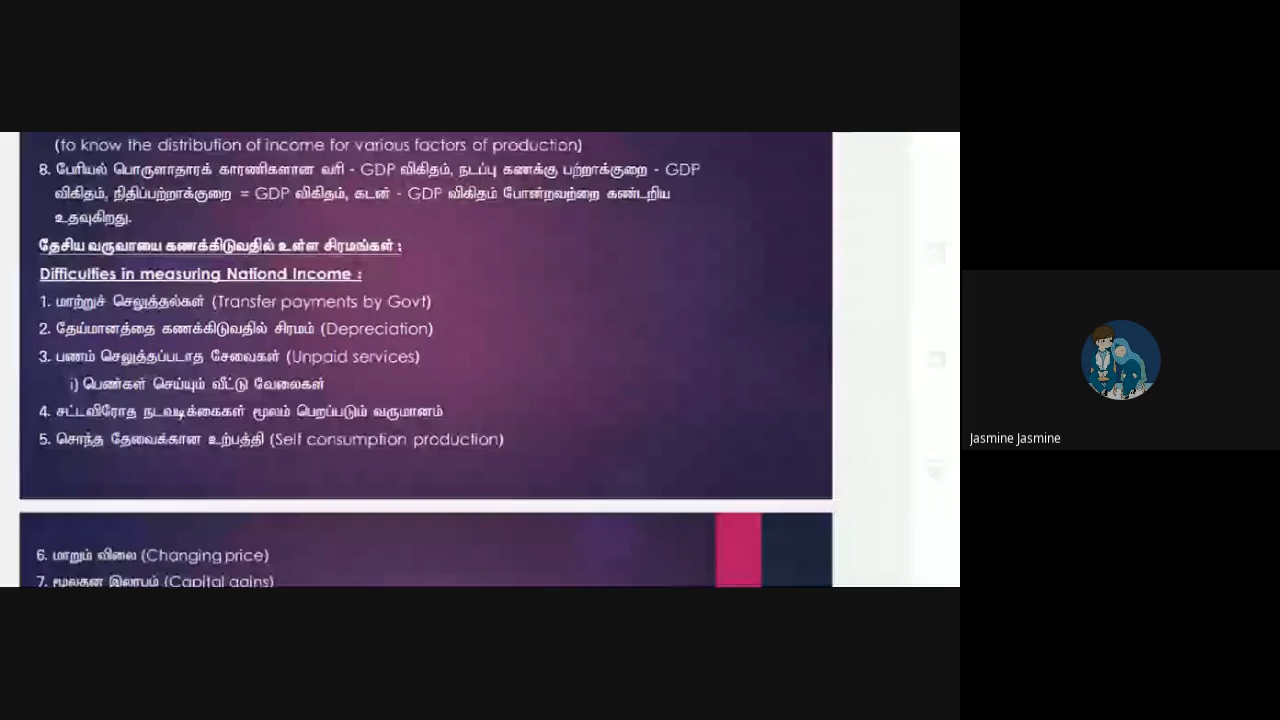 (to know the distribution of income for various factors of production)
8. பேரியல் பொருளாதாரக் காரணிகளான வரி - GDP விகிதம், நடப்பு கணக்கு பற்றாக்குறை - GDP
விகிதம், நிதிப்பற்றாக்குறை = GDP விகிதம், கடன் - GDP விகிதம் போன்றவற்றை கண்டறிய
உதவுகிறது.
தேசிய வருவாயை கணக்கிடுவதில் உள்ள சிரமங்கள் :
Difficulties in measuring Nationd Income :
1. மாற்றுச் செலுத்தல்கள் (Transfer payments by Govt)
2. தேய்மானத்தை கணக்கிடுவதில் சிரமம் (Depreciation)
3. பணம் செலுத்தப்படாத சேவைகள் (Unpaid services)
i) பெண்கள் செய்யும் வீட்டு வேலைகள்
4. சட்டவிரோத நடவடிக்கைகள் மூலம் பெறப்படும் வருமானம்
5. சொந்த தேவைக்கான உற்பத்தி (Self consumption production)
6. மாறும் விலை (Changing price)
7. மூலதன இலாபம் (Capital gains)
Jasmine Jasmine